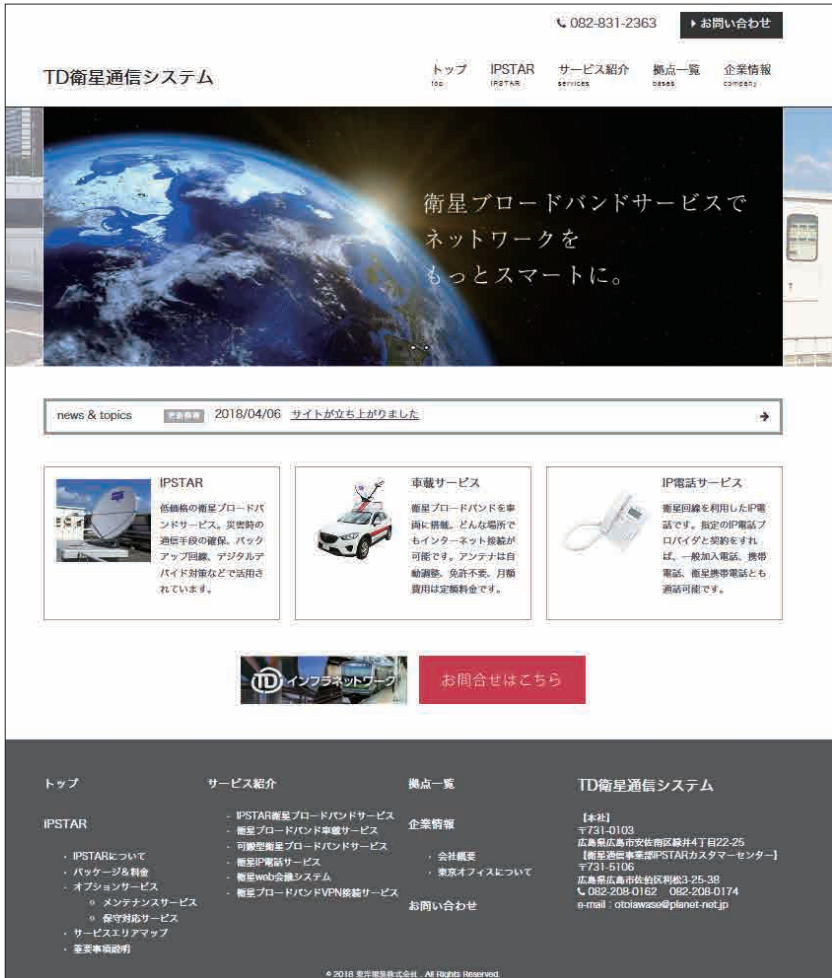 082-831-2363
お問い合わせ
TD衛星通信システム
トップ IPSTAR サービス紹介 拠点一覧 企業情報
top IPSTAR services bases company
衛星ブロードバンドサービスで
ネットワークを
もっとスマートに。
news & topics 更新情報 2018/04/06 サイトが立ち上がりました
IPSTAR
低価格の衛星ブロードバ
ンドサービス。災害時の
通信手段の確保、バック
アップ回線、デジタルデ
バイド対策などで活用さ
れています。
車載サービス
衛星ブロードバンドを車
両に搭載。どんな場所で
もインターネット接続が
可能です。アンテナは自
動調整、免許不要、月額
費用は定額料金です。
IP電話サービス
衛星回線を利用したIP電
話です。指定のIP電話プ
ロバイダと契約をすれ
ば、一般加入電話、携帯
電話、衛星携帯電話とも
通話可能です。
TD インフラネットワーク
お問合せはこちら
トップ
IPSTAR
・IPSTARについて
・パッケージ&料金
・オプションサービス
○ メンテナンスサービス
○ 保守対応サービス
・サービスエリアマップ
・重要事項説明
サービス紹介
・IPSTAR衛星ブロードバンドサービス
・衛星ブロードバンド車載サービス
・可搬型衛星ブロードバンドサービス
・衛星IP電話サービス
・衛星web会議システム
・衛星ブロードバンドVPN接続サービス
拠点一覧
企業情報
・会社概要
・東京オフィスについて
お問い合わせ
TD衛星通信システム
【本社】
〒731-0103
広島県広島市安佐南区緑井4丁目22-25
【衛星通信事業部IPSTARカスタマーセンター】
〒731-5106
広島県広島市佐伯区利松3-25-38
082-208-0162 082-208-0174
e-mail : otoiawase@planet-net.jp
© 2018 東洋電装株式会社 . All Rights Reserved.